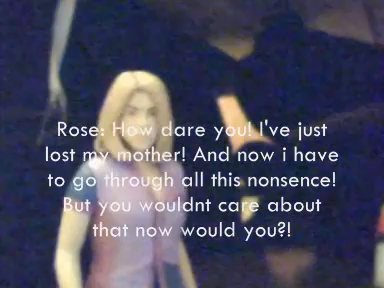 Rose: How dare you! I've just
lost my mother! And now i have
to go through all this nonsence!
But you wouldnt care about
that now would you?!